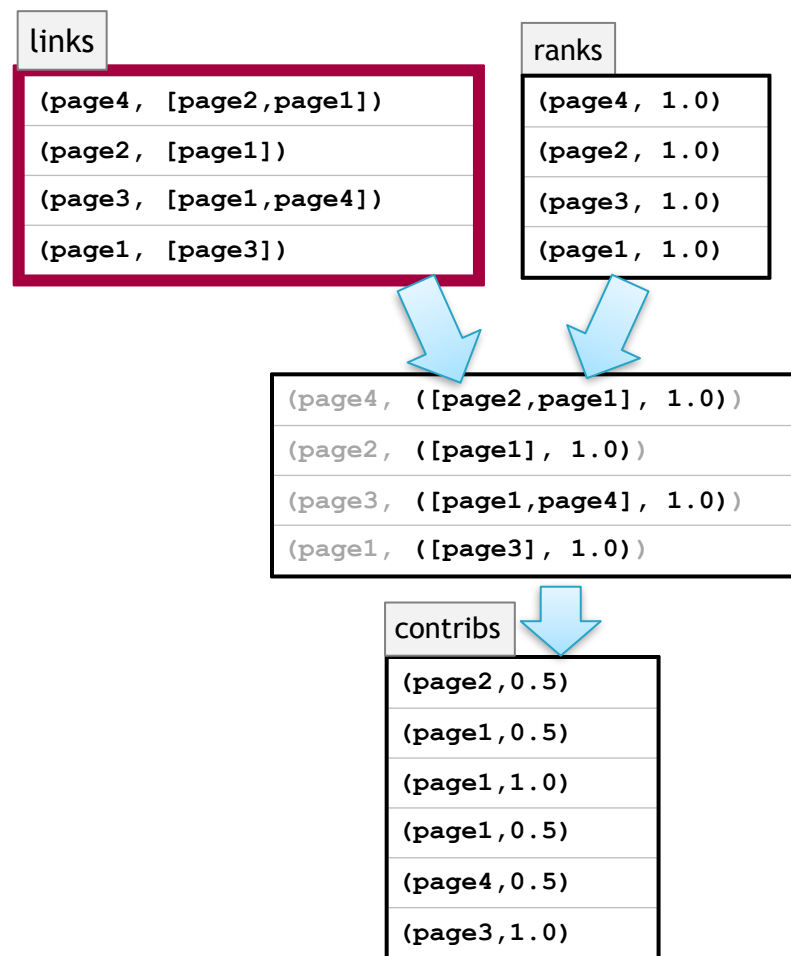 links
(page4, [page2,page1])
(page2, [page1])
(page3, [page1,page4])
(page1, [page3])
ranks
(page4, 1.0)
(page2, 1.0)
(page3, 1.0)
(page1, 1.0)
(page4, ([page2,page1], 1.0))
(page2, ([page1], 1.0))
(page3, ([page1,page4], 1.0))
(page1, ([page3], 1.0))
contribs
(page2,0.5)
(page1,0.5)
(page1,1.0)
(page1,0.5)
(page4,0.5)
(page3,1.0)